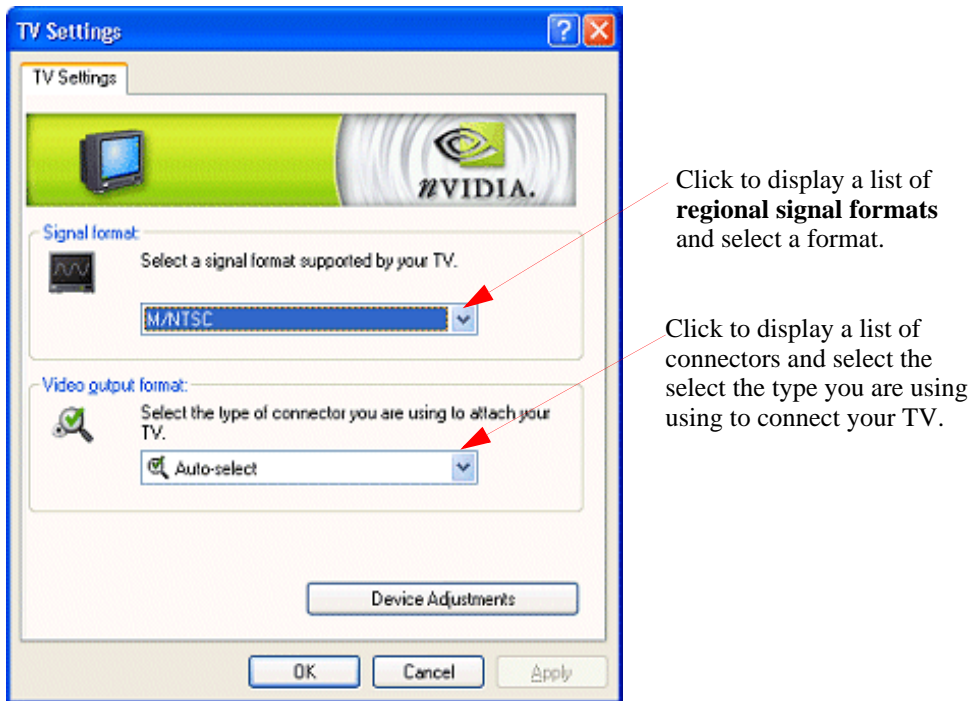 TV Settings
TV Settings
nVIDIA.
Signal format:
Select a signal format supported by your TV.
M/NTSC
Video output format:
Select the type of connector you are using to attach your
TV.
Auto-select
Device Adjustments
OK
Cancel
Apply
Click to display a list of
regional signal formats
and select a format.
Click to display a list of
connectors and select the
select the type you are using
using to connect your TV.